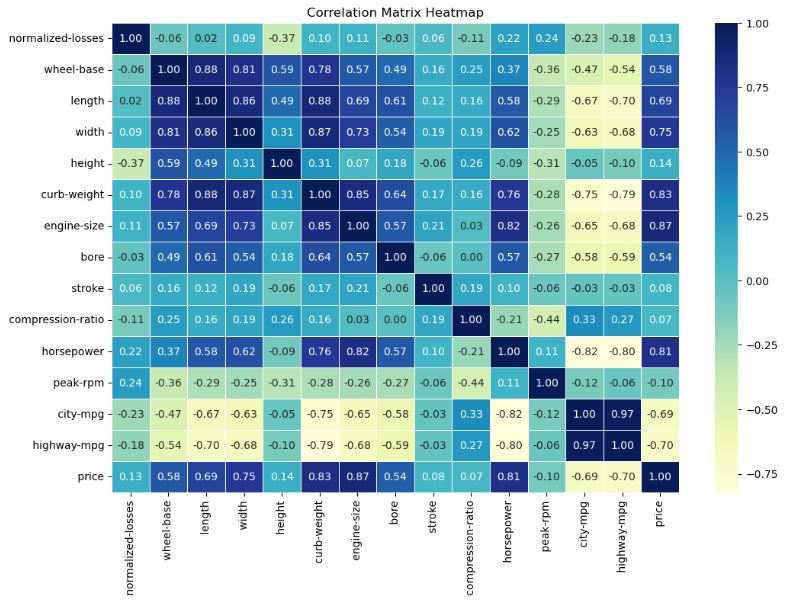 Correlation Matrix Heatmap
normalized-losses 1.00 -0.06 0.02 0.09 -0.37 0.10 0.11 -0.03 0.06 -0.11 0.22 0.24 -0.23 -0.18 0.13
wheel-base -0.06 1.00 0.88 0.81 0.59 0.78 0.57 0.49 0.16 0.25 0.37 -0.36 -0.47 -0.54 0.58
length 0.02 0.88 1.00 0.86 0.49 0.88 0.69 0.61 0.12 0.16 0.58 -0.29 -0.67 -0.70 0.69
width 0.09 0.81 0.86 1.00 0.31 0.87 0.73 0.54 0.19 0.19 0.62 -0.25 -0.63 -0.68 0.75
height -0.37 0.59 0.49 0.31 1.00 0.31 0.07 0.18 -0.06 0.26 -0.09 -0.31 -0.05 -0.10 0.14
curb-weight 0.10 0.78 0.88 0.87 0.31 1.00 0.85 0.64 0.17 0.16 0.76 -0.28 -0.75 -0.79 0.83
engine-size 0.11 0.57 0.69 0.73 0.07 0.85 1.00 0.57 0.21 0.03 0.82 -0.26 -0.65 -0.68 0.87
bore -0.03 0.49 0.61 0.54 0.18 0.64 0.57 1.00 -0.06 0.00 0.57 -0.27 -0.58 -0.59 0.54
stroke 0.06 0.16 0.12 0.19 -0.06 0.17 0.21 -0.06 1.00 0.19 0.10 -0.06 -0.03 -0.03 0.08
compression-ratio -0.11 0.25 0.16 0.19 0.26 0.16 0.03 0.00 0.19 1.00 -0.21 -0.44 0.33 0.27 0.07
horsepower 0.22 0.37 0.58 0.62 -0.09 0.76 0.82 0.57 0.10 -0.21 1.00 0.11 -0.82 -0.80 0.81
peak-rpm 0.24 -0.36 -0.29 -0.25 -0.31 -0.28 -0.26 -0.27 -0.06 -0.44 0.11 1.00 -0.12 -0.06 -0.10
city-mpg -0.23 -0.47 -0.67 -0.63 -0.05 -0.75 -0.65 -0.58 -0.03 0.33 -0.82 -0.12 1.00 0.97 -0.69
highway-mpg -0.18 -0.54 -0.70 -0.68 -0.10 -0.79 -0.68 -0.59 -0.03 0.27 -0.80 -0.06 0.97 1.00 -0.70
price 0.13 0.58 0.69 0.75 0.14 0.83 0.87 0.54 0.08 0.07 0.81 -0.10 -0.69 -0.70 1.00
normalized-losses
wheel-base
length
width
height
curb-weight
engine-size
bore
stroke
compression-ratio
horsepower
peak-rpm
city-mpg
highway-mpg
price
1.00
0.75
0.50
0.25
0.00
−0.25
−0.50
−0.75